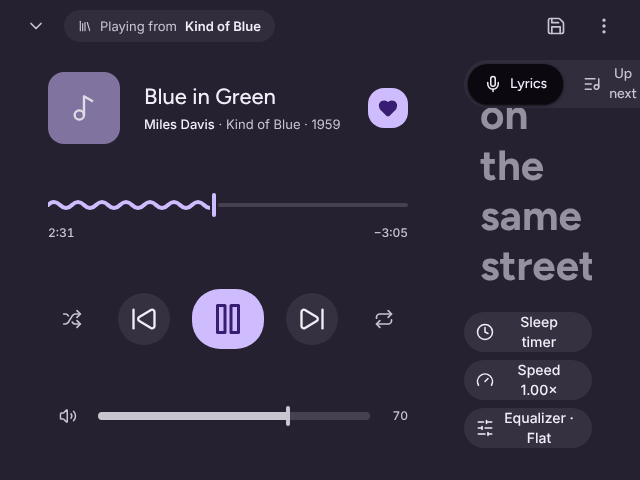 Playing from Kind of Blue
Blue in Green
Miles Davis · Kind of Blue · 1959
2:31
−3:05
70
Lyrics
Up
next
on
the
same
street
Sleep
timer
Speed
1.00×
Equalizer ·
Flat